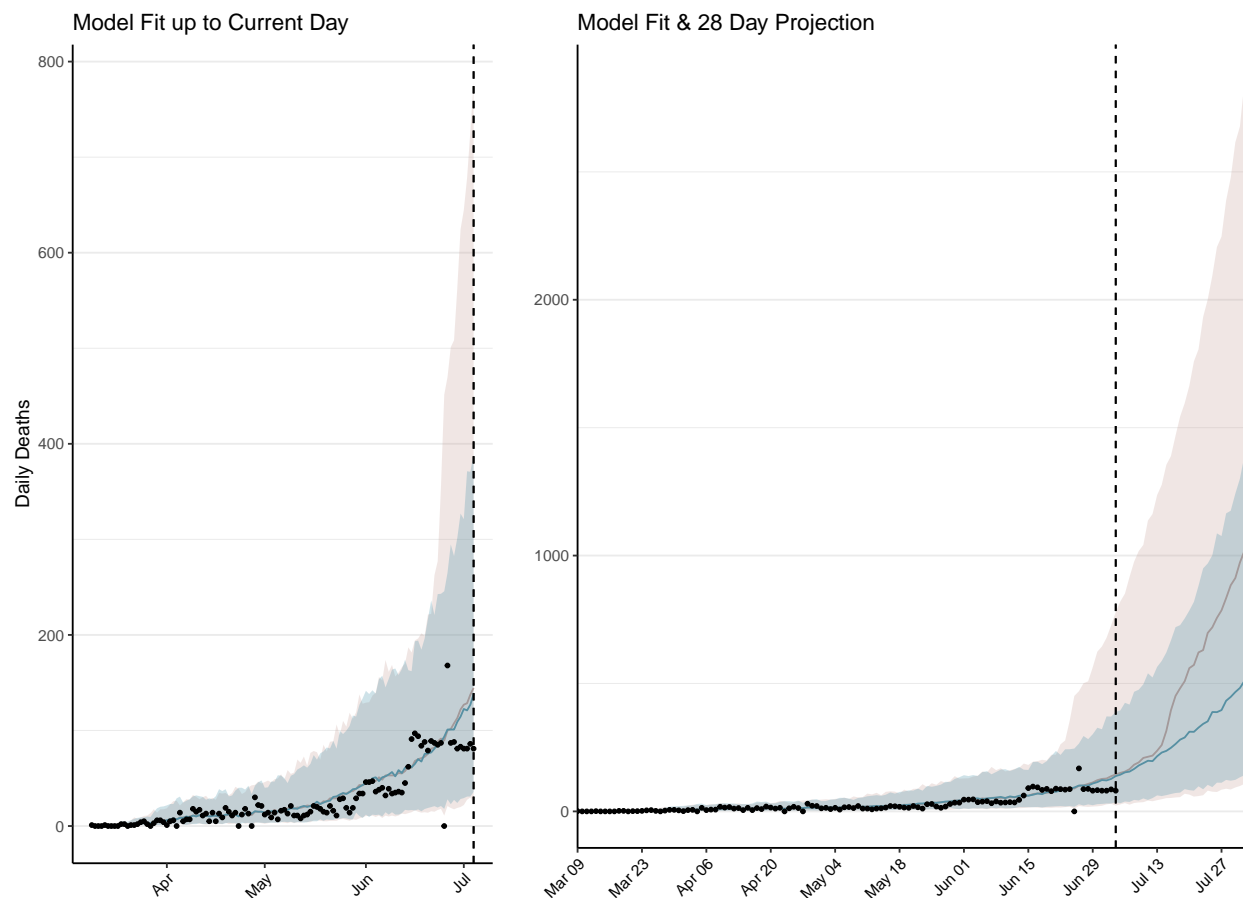 Model Fit up to Current Day
Daily Deaths
800
600
400
200
0
Apr
May
Jun
Jul
Model Fit & 28 Day Projection
2000
1000
0
Mar 09
Mar 23
Apr 06
Apr 20
May 04
May 18
Jun 01
Jun 15
Jun 29
Jul 13
Jul 27